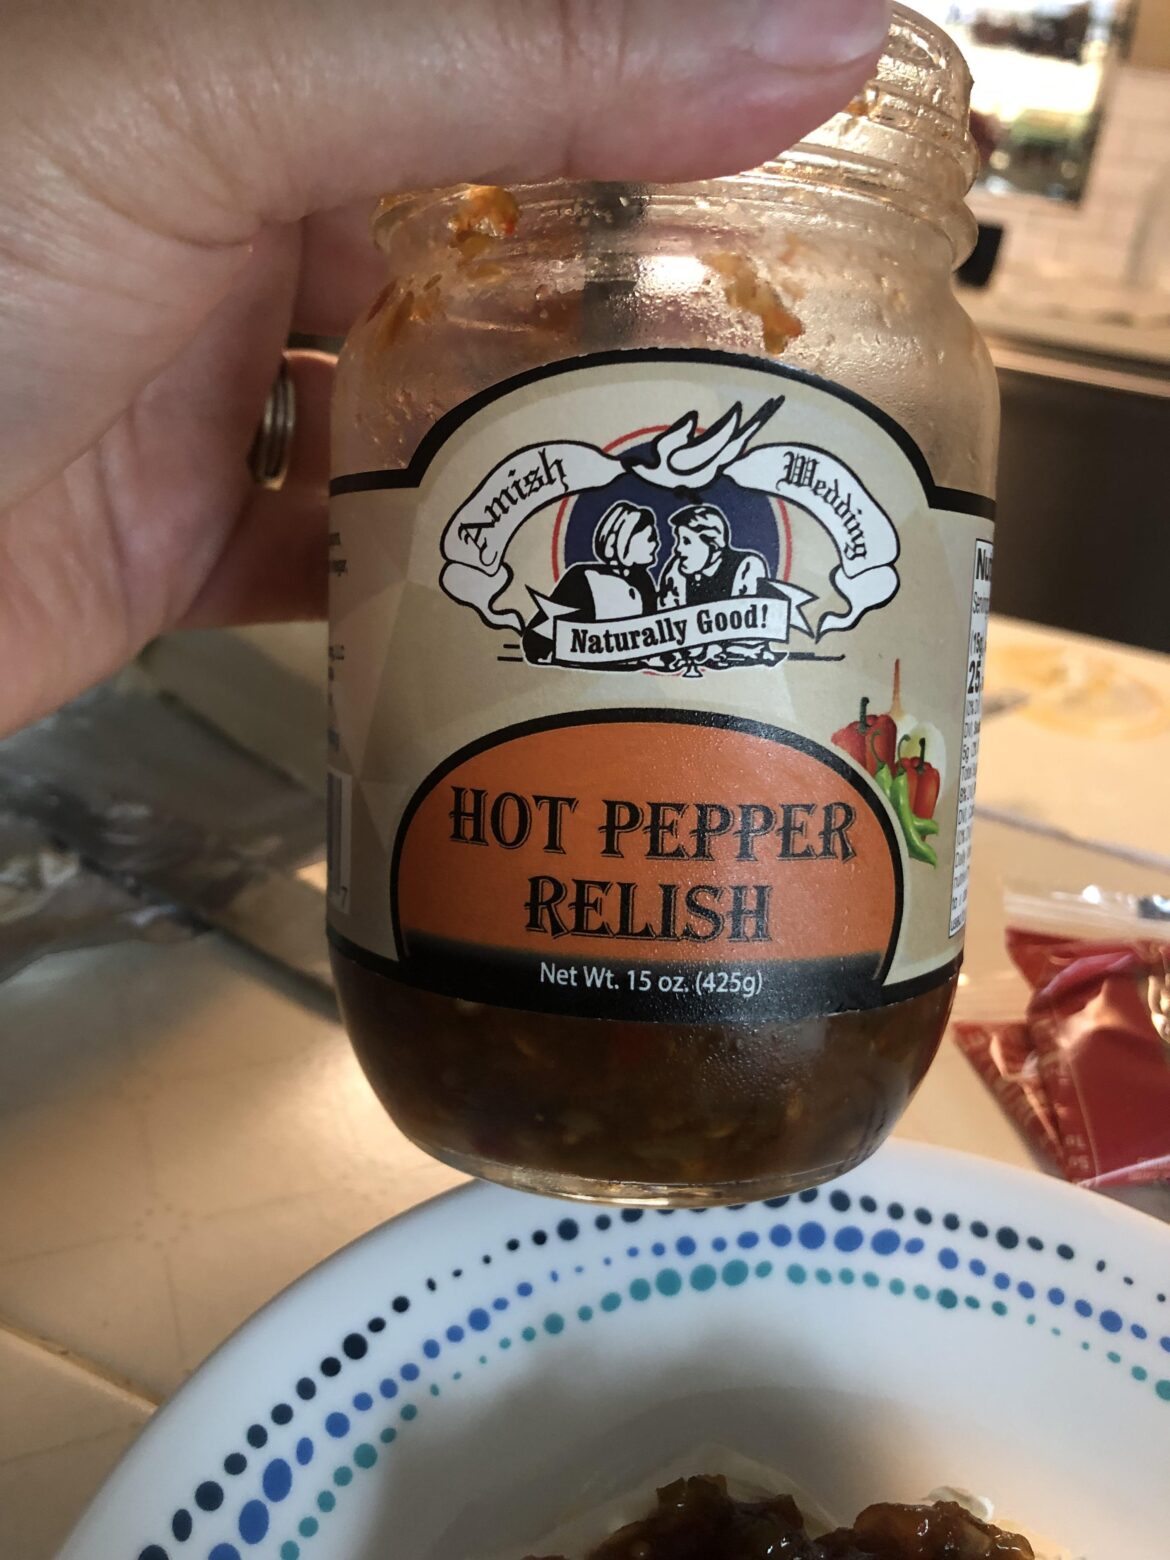 Amish Wedding
Naturally Good!
HOT PEPPER
RELISH
Net Wt. 15 oz. (425g)